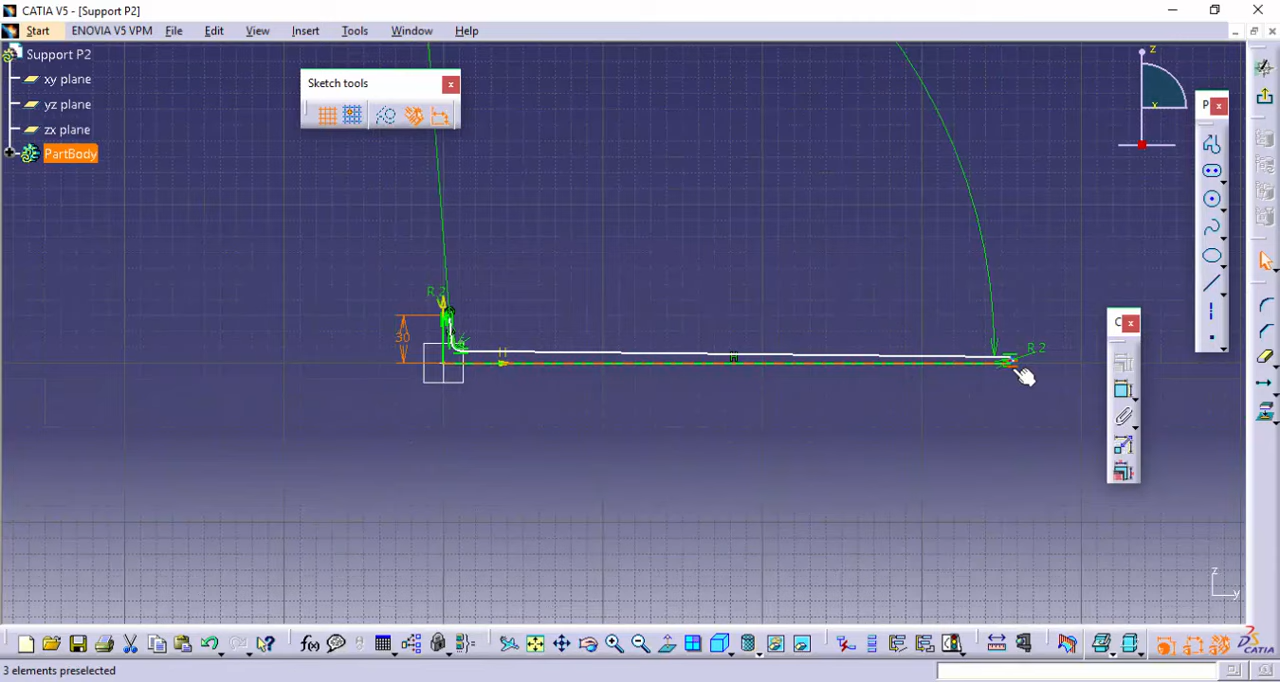 CATIA V5 - [Support P2]
Start ENOVIA V5 VPM File Edit View Insert Tools Window Help
Support P2
xy plane
yz plane
zx plane
PartBody
Sketch tools
z
x
P
C
R 2
30
H
H
R 2
z
y
f(x)
CATIA
3 elements preselected